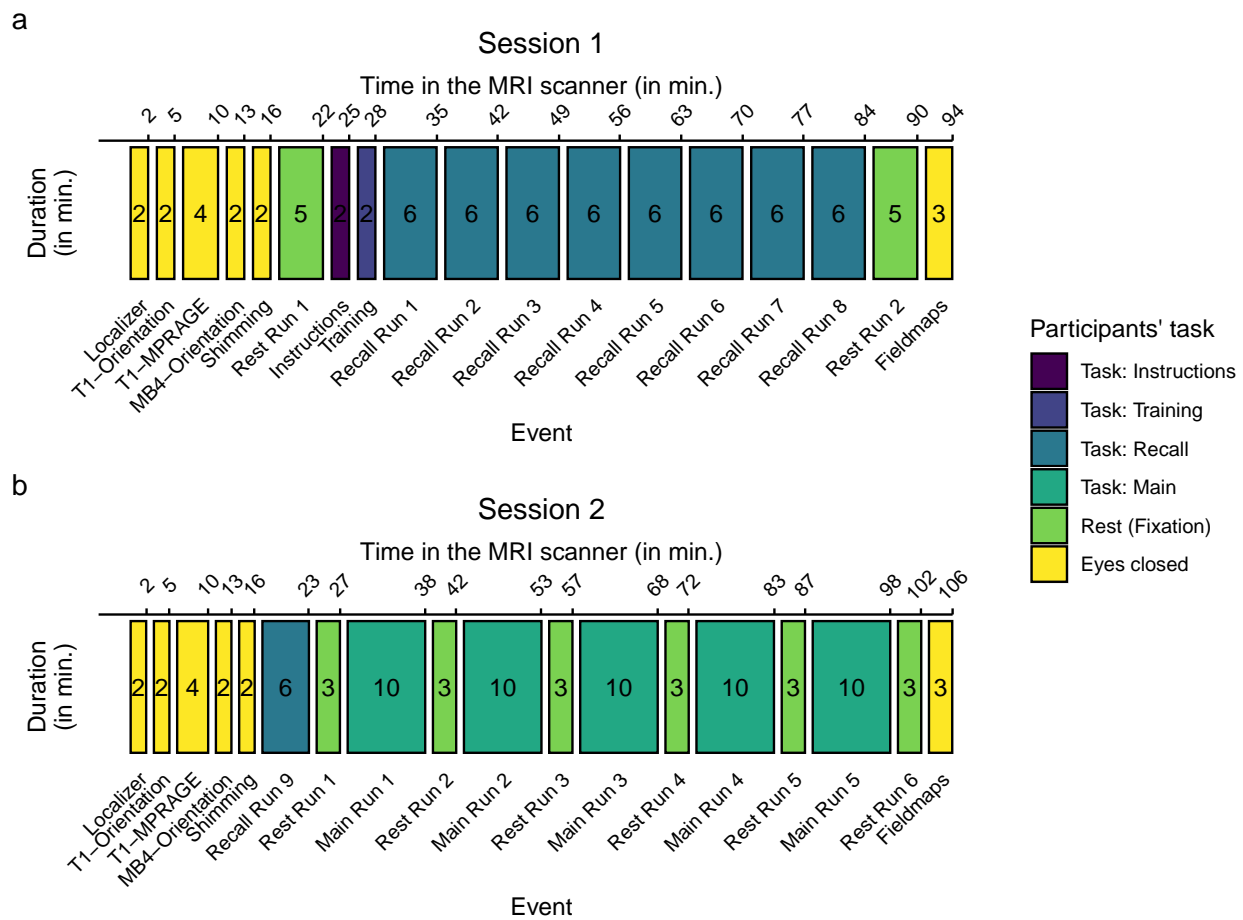 a
Session 1
Time in the MRI scanner (in min.)
2 5 10 13 16 22 25 28 35 42 49 56 63 70 77 84 90 94
Duration
(in min.)
2 2 4 2 2 5 2 2 6 6 6 6 6 6 6 6 5 3
Localizer
T1−Orientation
T1−MPRAGE
MB4−Orientation
Shimming
Rest Run 1
Instructions
Training
Recall Run 1
Recall Run 2
Recall Run 3
Recall Run 4
Recall Run 5
Recall Run 6
Recall Run 7
Recall Run 8
Rest Run 2
Fieldmaps
Event
b
Session 2
Time in the MRI scanner (in min.)
2 5 10 13 16 23 27 38 42 53 57 68 72 83 87 98 102 106
Duration
(in min.)
2 2 4 2 2 6 3 10 3 10 3 10 3 10 3 10 3 3
Localizer
T1−Orientation
T1−MPRAGE
MB4−Orientation
Shimming
Recall Run 9
Rest Run 1
Main Run 1
Rest Run 2
Main Run 2
Rest Run 3
Main Run 3
Rest Run 4
Main Run 4
Rest Run 5
Main Run 5
Rest Run 6
Fieldmaps
Event
Participants' task
Task: Instructions
Task: Training
Task: Recall
Task: Main
Rest (Fixation)
Eyes closed